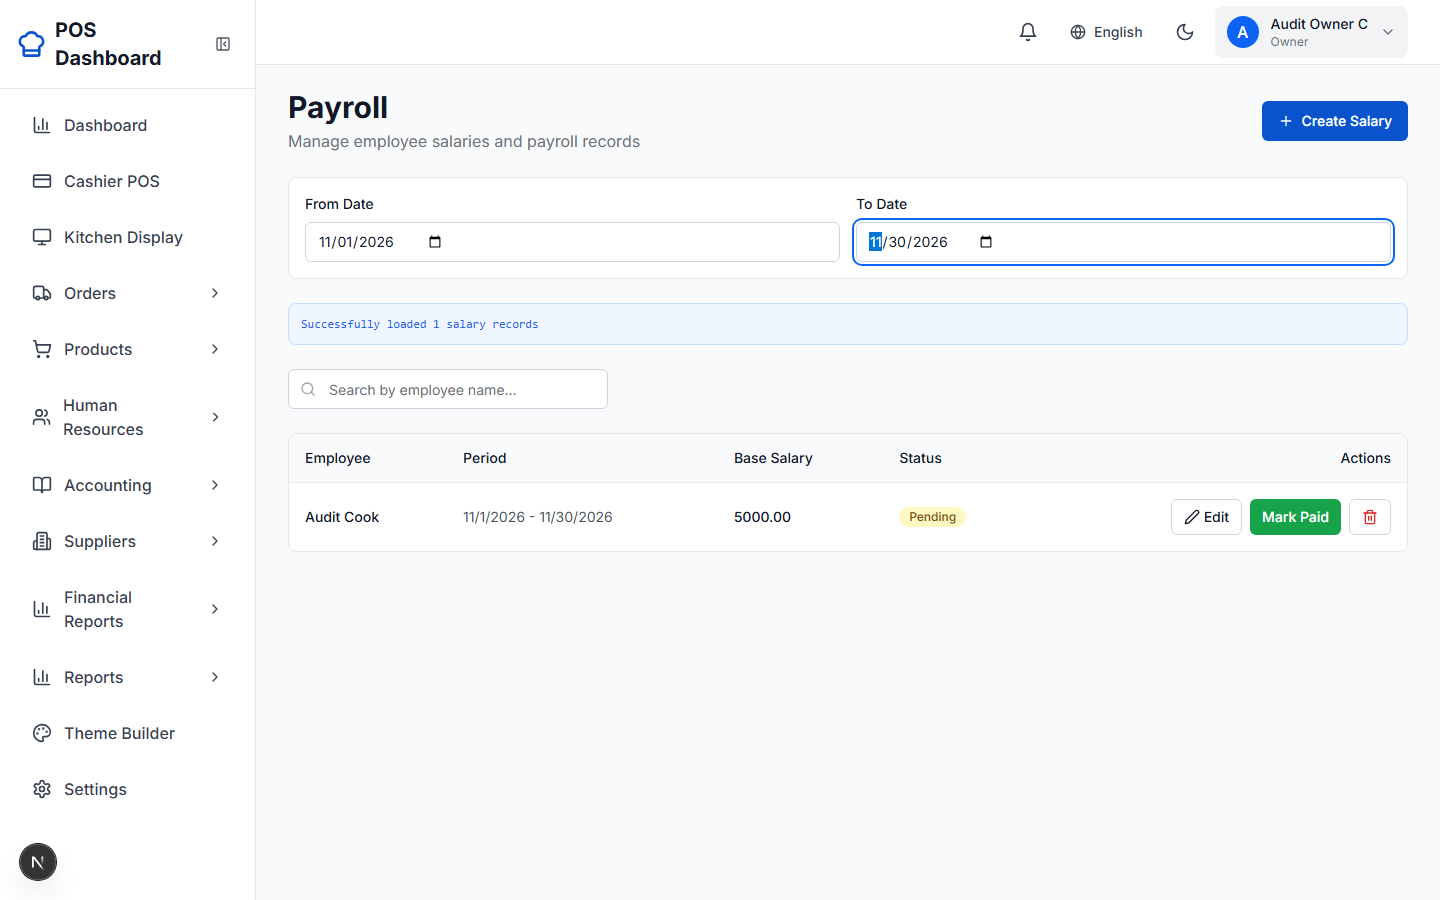 POS
Dashboard
English
A
Audit Owner C
Owner
Dashboard
Cashier POS
Kitchen Display
Orders
Products
Human
Resources
Accounting
Suppliers
Financial
Reports
Reports
Theme Builder
Settings
N
Payroll
Manage employee salaries and payroll records
Create Salary
From Date
To Date
11/01/2026
11/30/2026
Successfully loaded 1 salary records
Search by employee name...
Employee Period Base Salary Status Actions
Audit Cook 11/1/2026 - 11/30/2026 5000.00 Pending Edit Mark Paid